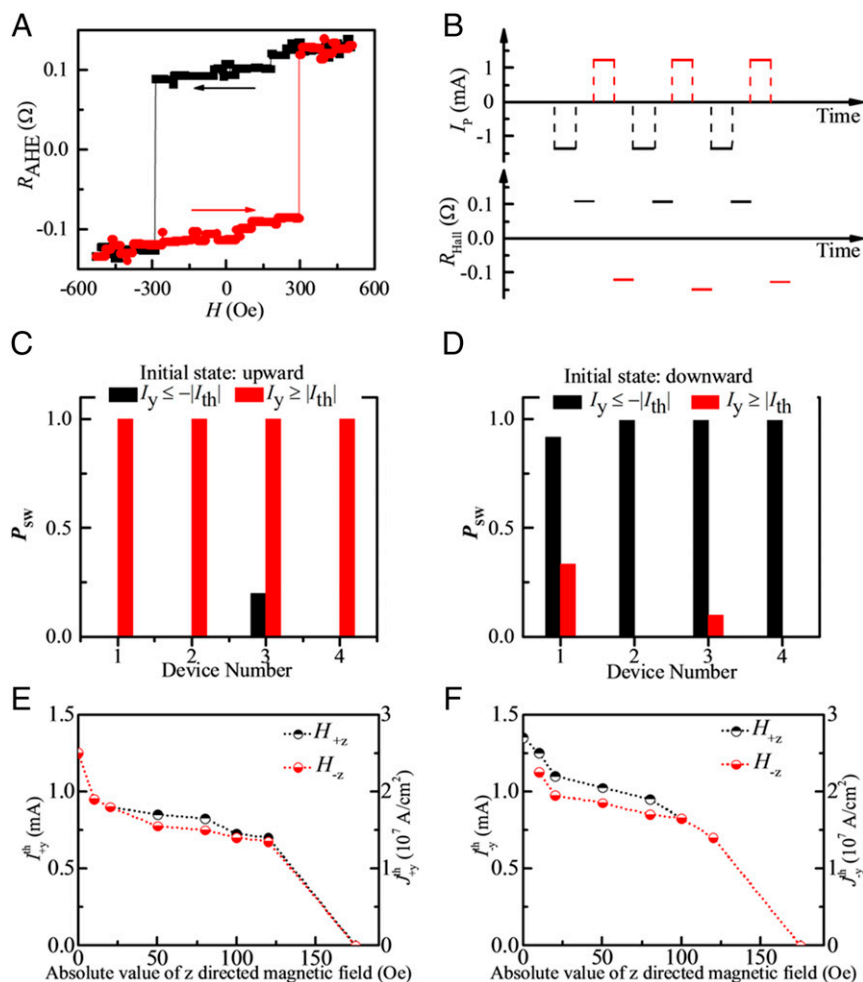 A
0.1
0.0
-0.1
R_AHE (Ω)
-600 -300 0 300 600
H (Oe)
B
1
0
-1
I_P (mA)
Time
0.1
0.0
-0.1
R_Hall (Ω)
Time
C
Initial state: upward
I_y ≤ -|I_th| I_y ≥ |I_th|
1.0
0.5
0.0
P_sw
1 2 3 4
Device Number
D
Initial state: downward
I_y ≤ -|I_th| I_y ≥ |I_th
1.0
0.5
0.0
P_sw
1 2 3 4
Device Number
E
1.5
1.0
0.5
0.0
I^th_+y (mA)
H_+z
H_-z
3
2
1
0
J^th_+y (10^7 A/cm^2)
0 50 100 150
Absolute value of z directed magnetic field (Oe)
F
1.5
1.0
0.5
0.0
I^th_-y (mA)
H_+z
H_-z
3
2
1
0
J^th_-y (10^7 A/cm^2)
0 50 100 150
Absolute value of z directed magnetic field (Oe)